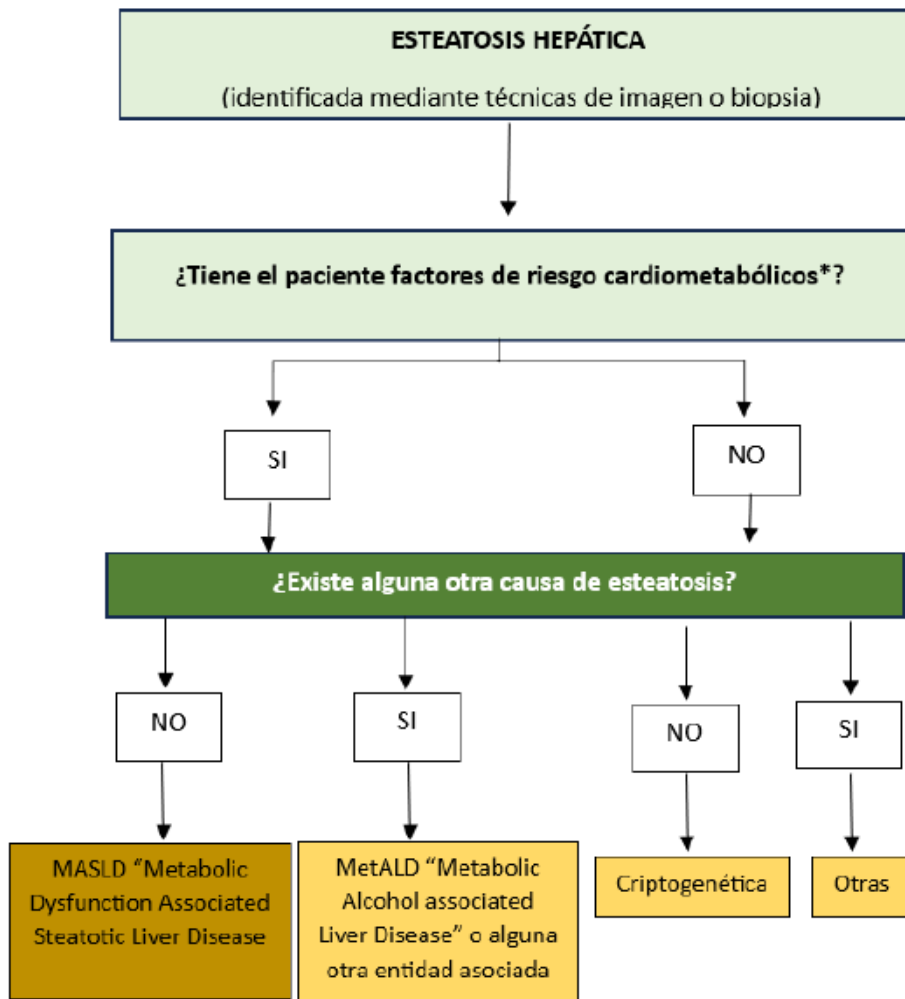 ESTEATOSIS HEPÁTICA
(identificada mediante técnicas de imagen o biopsia)
¿Tiene el paciente factores de riesgo cardiometabólicos*?
SI
NO
¿Existe alguna otra causa de esteatosis?
NO
SI
NO
SI
MASLD “Metabolic
Dysfunction Associated
Steatotic Liver Disease
MetALD “Metabolic
Alcohol associated
Liver Disease” o alguna
otra entidad asociada
Criptogenética
Otras